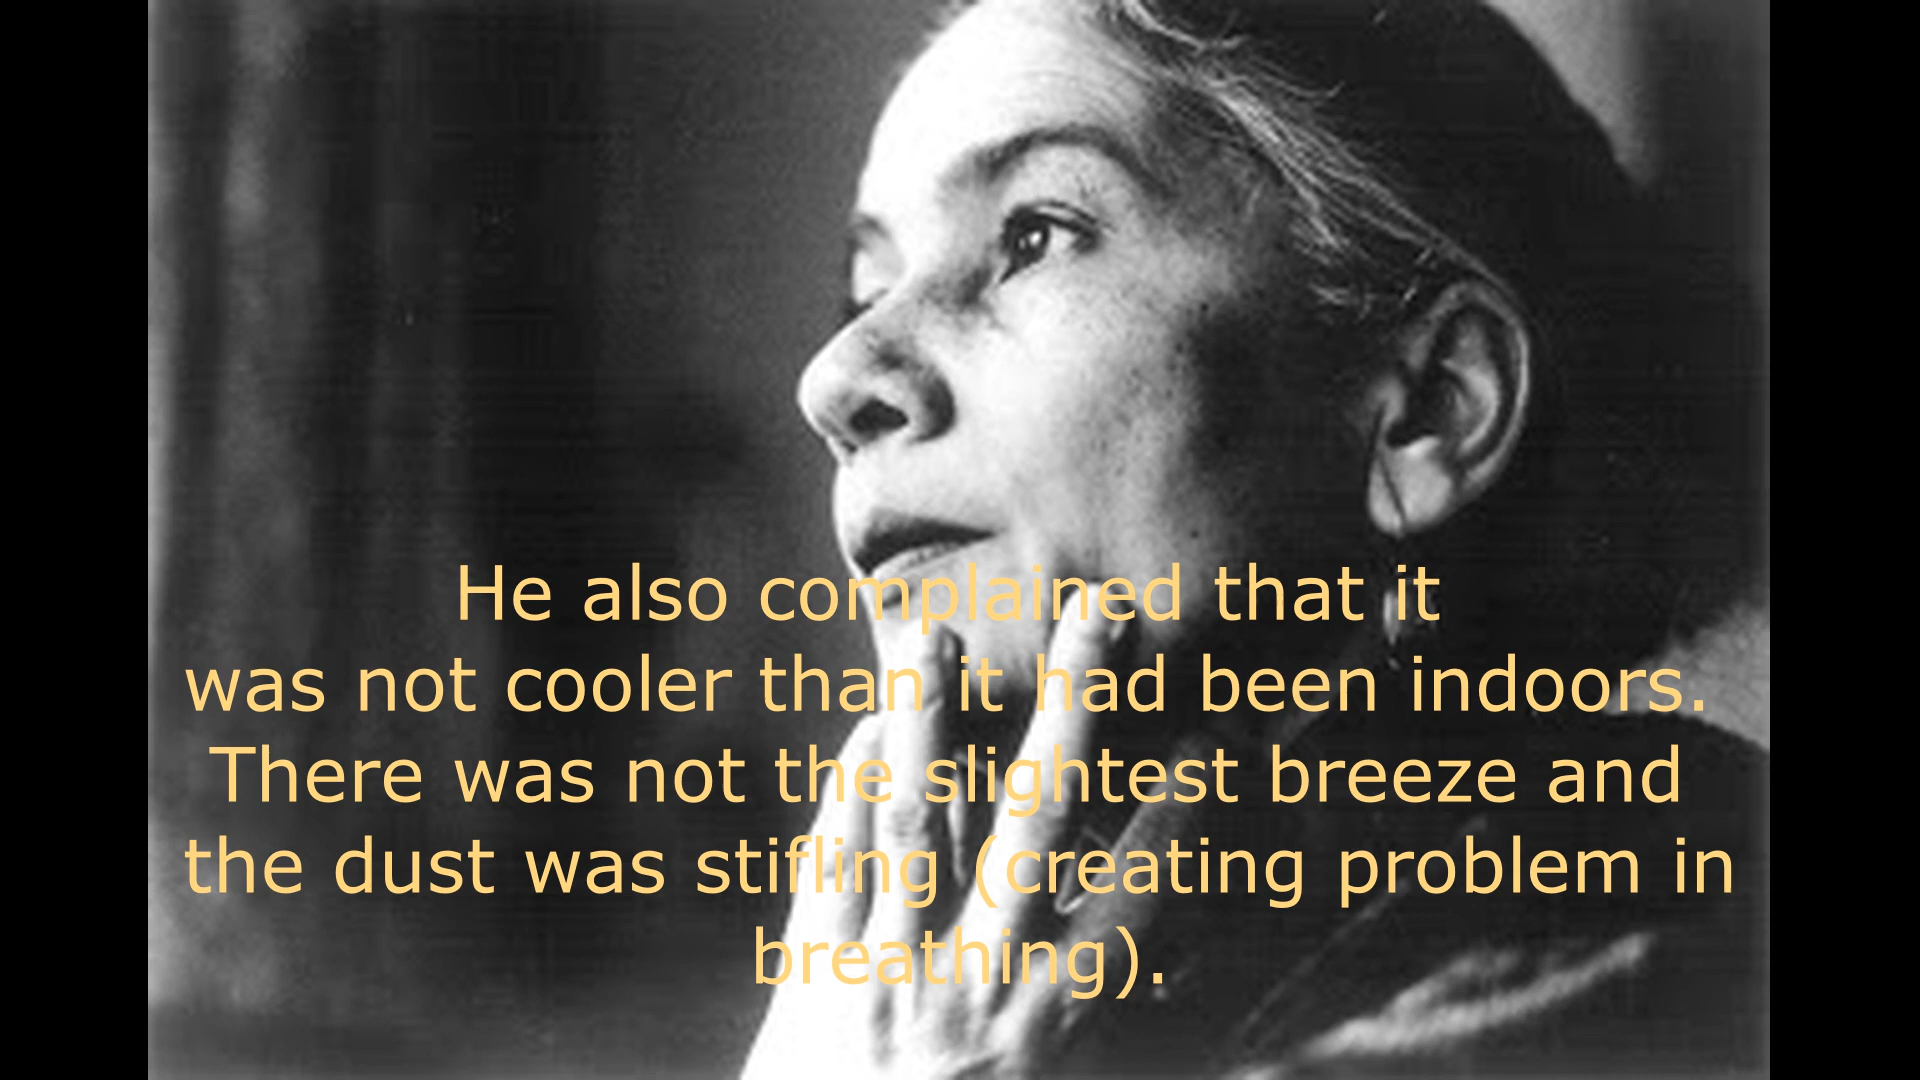 He also complained that it
was not cooler than it had been indoors.
There was not the slightest breeze and
the dust was stifling (creating problem in
breathing).